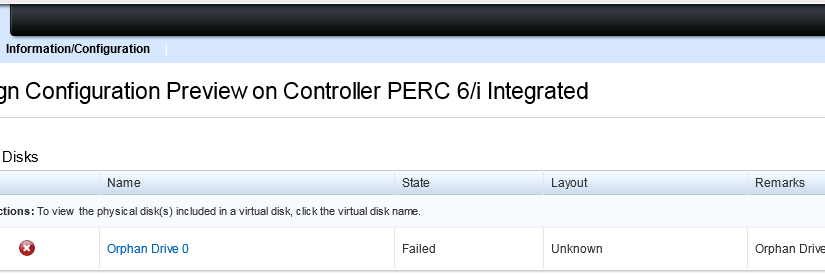 Information/Configuration
gn Configuration Preview on Controller PERC 6/i Integrated
Disks
Name State Layout Remarks
ctions: To view the physical disk(s) included in a virtual disk, click the virtual disk name.
Orphan Drive 0 Failed Unknown Orphan Drive